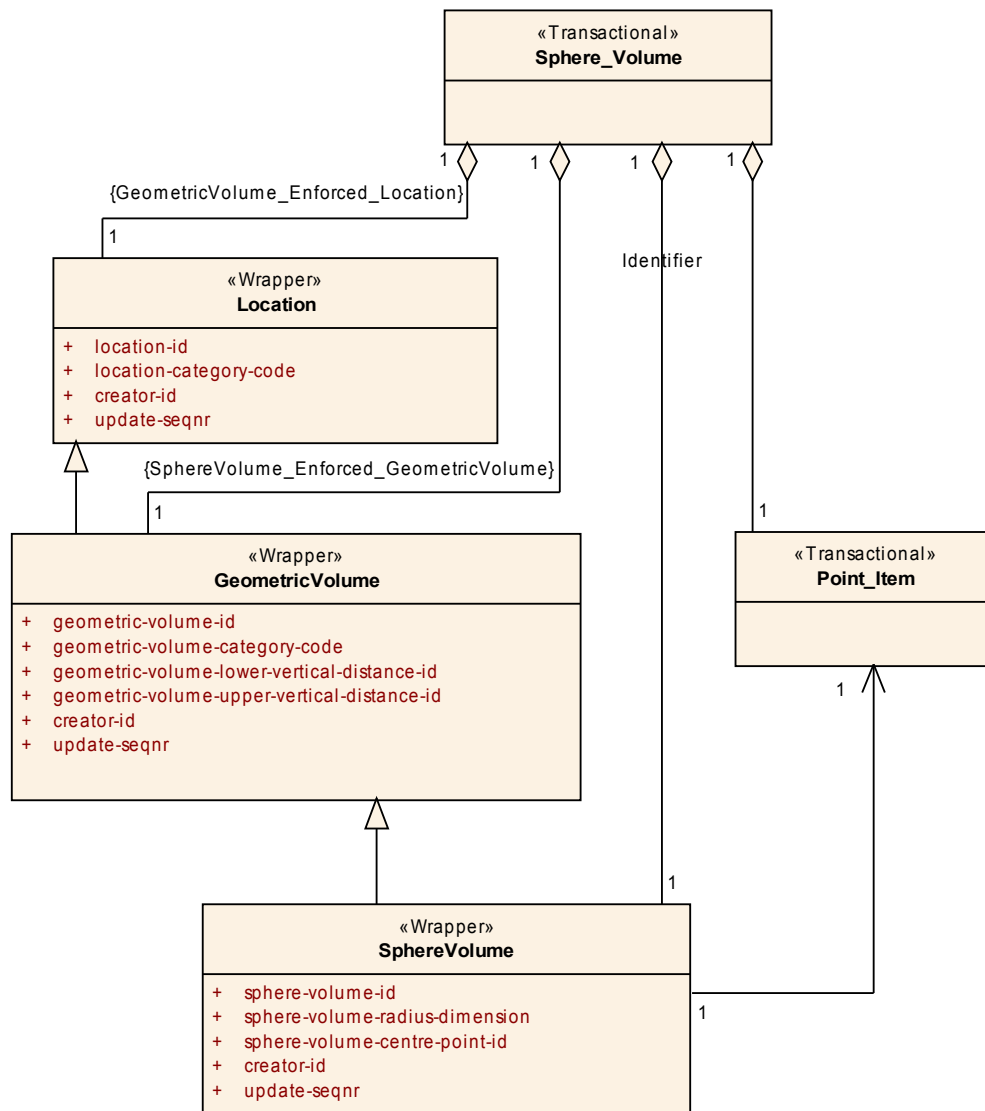 «Transactional»
Sphere_Volume
1 1 1 1
{GeometricVolume_Enforced_Location}
1
Identifier
«Wrapper»
Location
+ location-id
+ location-category-code
+ creator-id
+ update-seqnr
{SphereVolume_Enforced_GeometricVolume}
1
1
«Wrapper»
GeometricVolume
+ geometric-volume-id
+ geometric-volume-category-code
+ geometric-volume-lower-vertical-distance-id
+ geometric-volume-upper-vertical-distance-id
+ creator-id
+ update-seqnr
«Transactional»
Point_Item
1
1
«Wrapper»
SphereVolume
+ sphere-volume-id
+ sphere-volume-radius-dimension
+ sphere-volume-centre-point-id
+ creator-id
+ update-seqnr
1